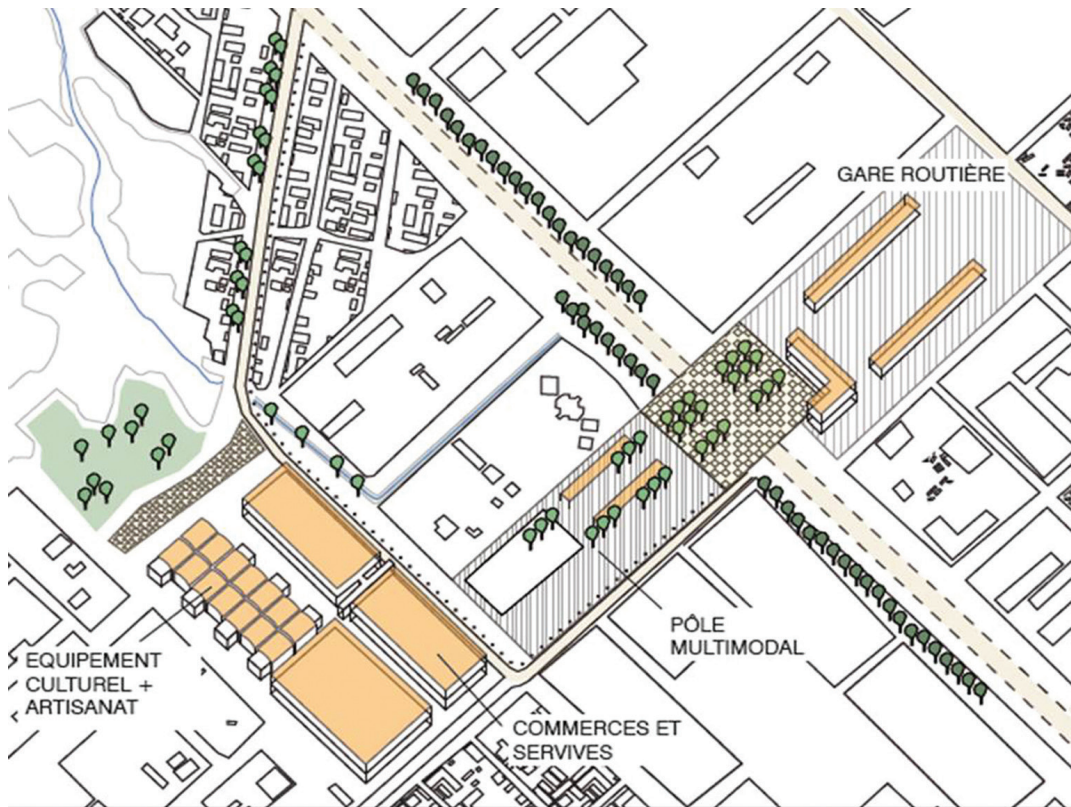 GARE ROUTIÈRE
PÔLE
MULTIMODAL
EQUIPEMENT
CULTUREL +
ARTISANAT
COMMERCES ET
SERVIVES